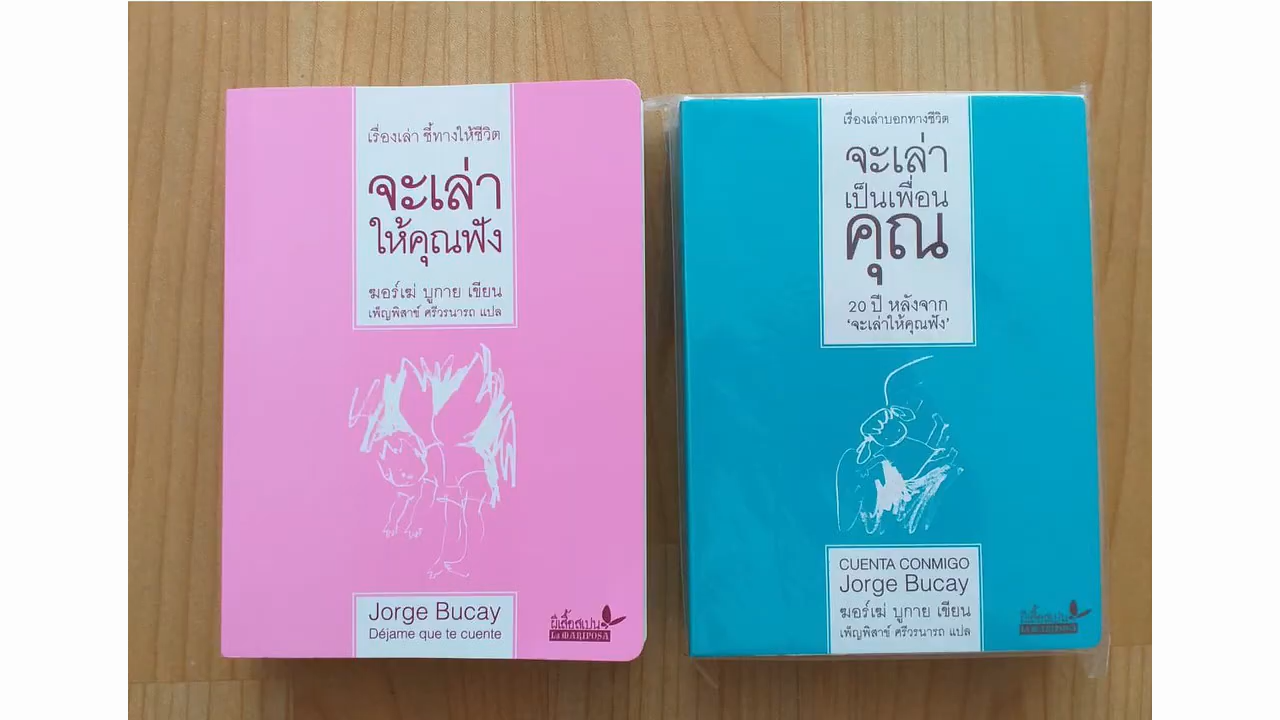 เรื่องเล่า ชี้ทางให้ชีวิต
จะเล่า
ให้คุณฟัง
ฆอร์เฆ่ บูกาย เขียน
เพ็ญพิสาข์ ศรีวรนารถ แปล
Jorge Bucay
Déjame que te cuente
ผีเสื้อสเปน
La MARIPOSA
เรื่องเล่าบอกทางชีวิต
จะเล่า
เป็นเพื่อน
คุณ
20 ปี หลังจาก
‘จะเล่าให้คุณฟัง’
CUENTA CONMIGO
Jorge Bucay
ฆอร์เฆ่ บูกาย เขียน
เพ็ญพิสาข์ ศรีวรนารถ แปล
ผีเสื้อสเปน
La MARIPOSA